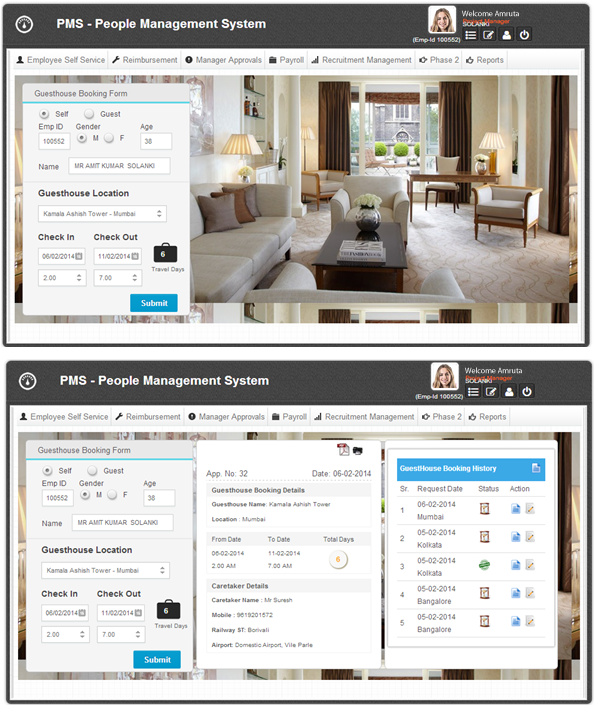 PMS - People Management System
Welcome Amruta
SOLANKI
(Emp-Id 100552)
Employee Self Service Reimbursement Manager Approvals Payroll Recruitment Management Phase 2 Reports
Guesthouse Booking Form
Self Guest
Emp ID Gender Age
100552 M F 38
Name MR AMIT KUMAR SOLANKI
Guesthouse Location
Kamala Ashish Tower - Mumbai
Check In Check Out
06/02/2014 11/02/2014 6
Travel Days
2.00 7.00
Submit
PMS - People Management System
Welcome Amruta
SOLANKI
(Emp-Id 100552)
Employee Self Service Reimbursement Manager Approvals Payroll Recruitment Management Phase 2 Reports
Guesthouse Booking Form
Self Guest
Emp ID Gender Age
100552 M F 38
Name MR AMIT KUMAR SOLANKI
Guesthouse Location
Kamala Ashish Tower - Mumbai
Check In Check Out
06/02/2014 11/02/2014 6
Travel Days
2.00 7.00
Submit
App. No: 32 Date: 06-02-2014
Guesthouse Booking Details
Guesthouse Name: Kamala Ashish Tower
Location : Mumbai
From Date To Date Total Days
06-02-2014 11-02-2014 6
2.00 AM 7.00 AM
Caretaker Details
Caretaker Name : Mr Suresh
Mobile : 9619201572
Railway ST: Borivali
Airport: Domestic Airport, Ville Parle
GuestHouse Booking History
Sr. Request Date Status Action
1 06-02-2014
Mumbai
2 05-02-2014
Kolkata
3 05-02-2014
Kolkata
4 05-02-2014
Bangalore
5 05-02-2014
Bangalore